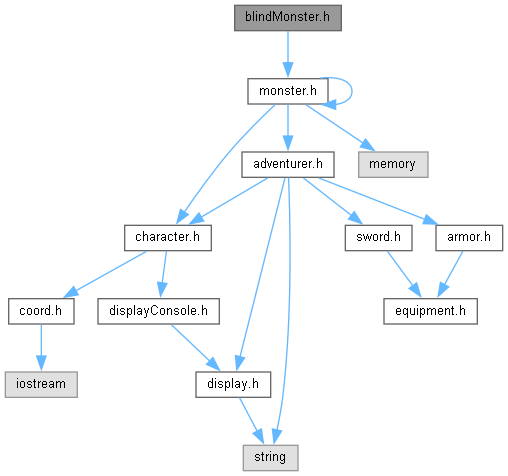 blindMonster.h
monster.h
adventurer.h
memory
character.h
sword.h
armor.h
coord.h
displayConsole.h
equipment.h
iostream
display.h
string